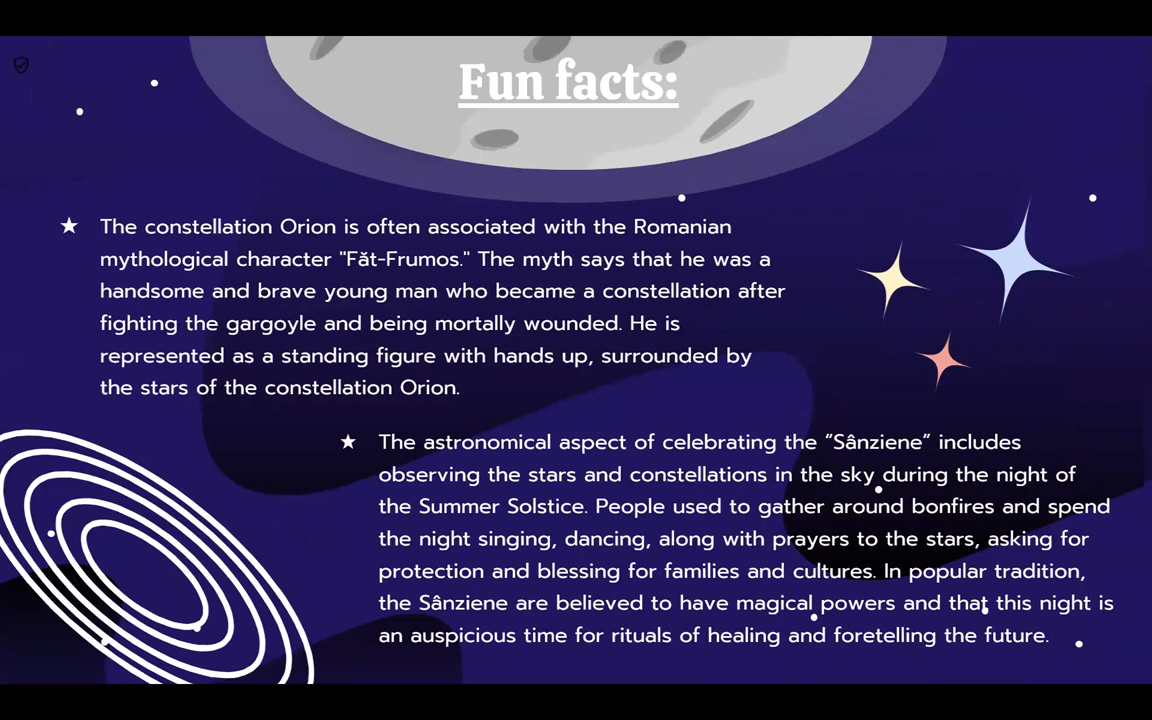 Fun facts:
The constellation Orion is often associated with the Romanian
mythological character "Făt-Frumos." The myth says that he was a
handsome and brave young man who became a constellation after
fighting the gargoyle and being mortally wounded. He is
represented as a standing figure with hands up, surrounded by
the stars of the constellation Orion.
The astronomical aspect of celebrating the “Sânziene” includes
observing the stars and constellations in the sky during the night of
the Summer Solstice. People used to gather around bonfires and spend
the night singing, dancing, along with prayers to the stars, asking for
protection and blessing for families and cultures. In popular tradition,
the Sânziene are believed to have magical powers and that this night is
an auspicious time for rituals of healing and foretelling the future.